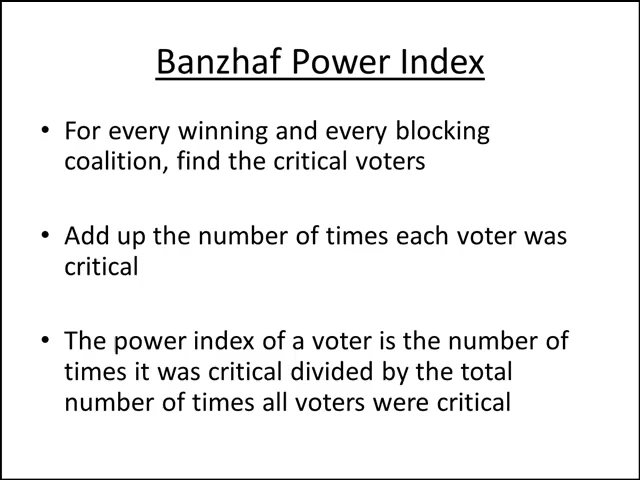 Banzhaf Power Index
• For every winning and every blocking
coalition, find the critical voters
• Add up the number of times each voter was
critical
• The power index of a voter is the number of
times it was critical divided by the total
number of times all voters were critical